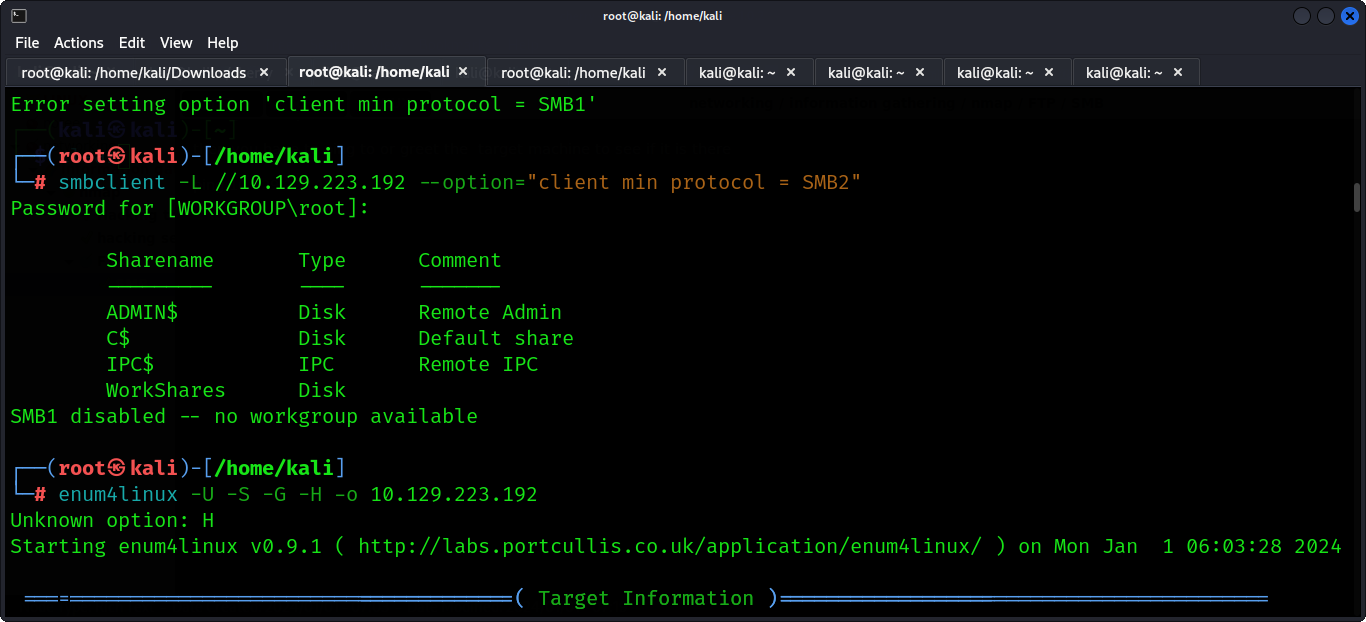 root@kali: /home/kali
File Actions Edit View Help
root@kali: /home/kali/Downloads × root@kali: /home/kali × root@kali: /home/kali × kali@kali: ~ × kali@kali: ~ × kali@kali: ~ × kali@kali: ~ ×
Error setting option 'client min protocol = SMB1'
(kali㉿kali)-[~]
┌──(root㉿kali)-[/home/kali]
└─# smbclient -L //10.129.223.192 --option="client min protocol = SMB2"
Password for [WORKGROUP\root]:
Sharename Type Comment
--------- ---- -------
ADMIN$ Disk Remote Admin
C$ Disk Default share
IPC$ IPC Remote IPC
WorkShares Disk
SMB1 disabled -- no workgroup available
┌──(root㉿kali)-[/home/kali]
└─# enum4linux -U -S -G -H -o 10.129.223.192
Unknown option: H
Starting enum4linux v0.9.1 ( http://labs.portcullis.co.uk/application/enum4linux/ ) on Mon Jan  1 06:03:28 2024
=========================================( Target Information )=========================================